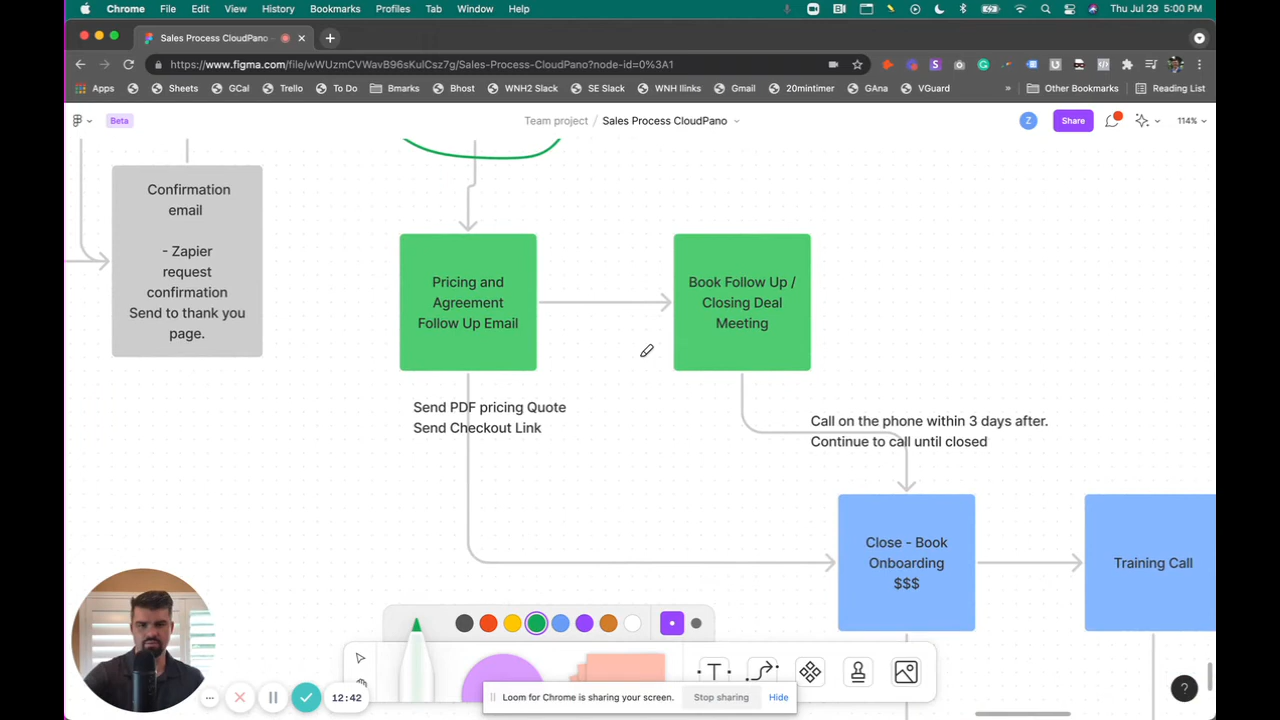 Chrome File Edit View History Bookmarks Profiles Tab Window Help Thu Jul 29 5:00 PM
Sales Process CloudPano -
https://www.figma.com/file/wWUzmCVWavB96sKulCsz7g/Sales-Process-CloudPano?node-id=0%3A1
Apps Sheets GCal Trello To Do Bmarks Bhost WNH2 Slack SE Slack WNH Ilinks Gmail 20mintimer GAna VGuard » Other Bookmarks Reading List
Beta Team project / Sales Process CloudPano Z Share 114%
Confirmation
email
- Zapier
request
confirmation
Send to thank you
page.
Pricing and
Agreement
Follow Up Email
Book Follow Up /
Closing Deal
Meeting
Send PDF pricing Quote
Send Checkout Link
Call on the phone within 3 days after.
Continue to call until closed
Close - Book
Onboarding
$$$
Training Call
T
12:42
Loom for Chrome is sharing your screen. Stop sharing Hide
?